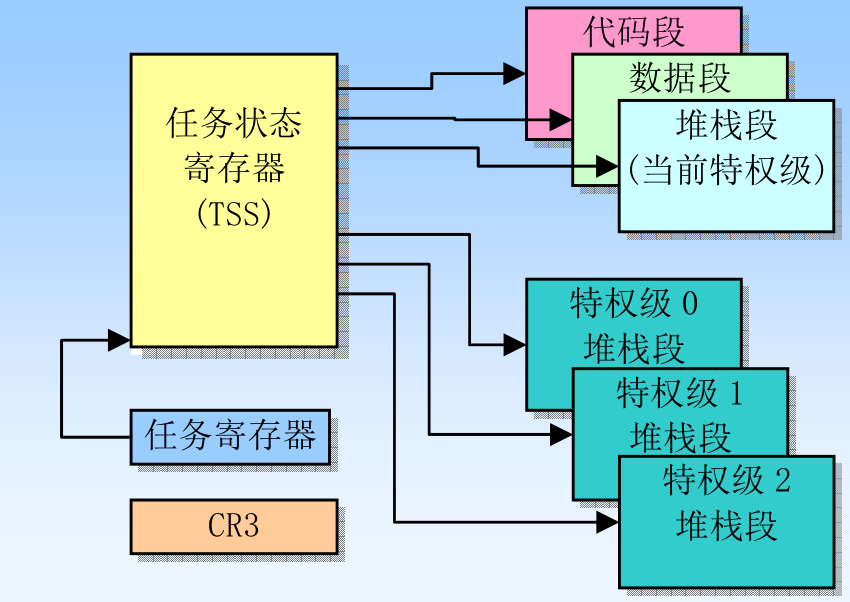 任务状态
寄存器
(TSS)
任务寄存器
CR3
代码段
数据段
堆栈段
(当前特权级)
特权级 0
堆栈段
特权级 1
堆栈段
特权级 2
堆栈段